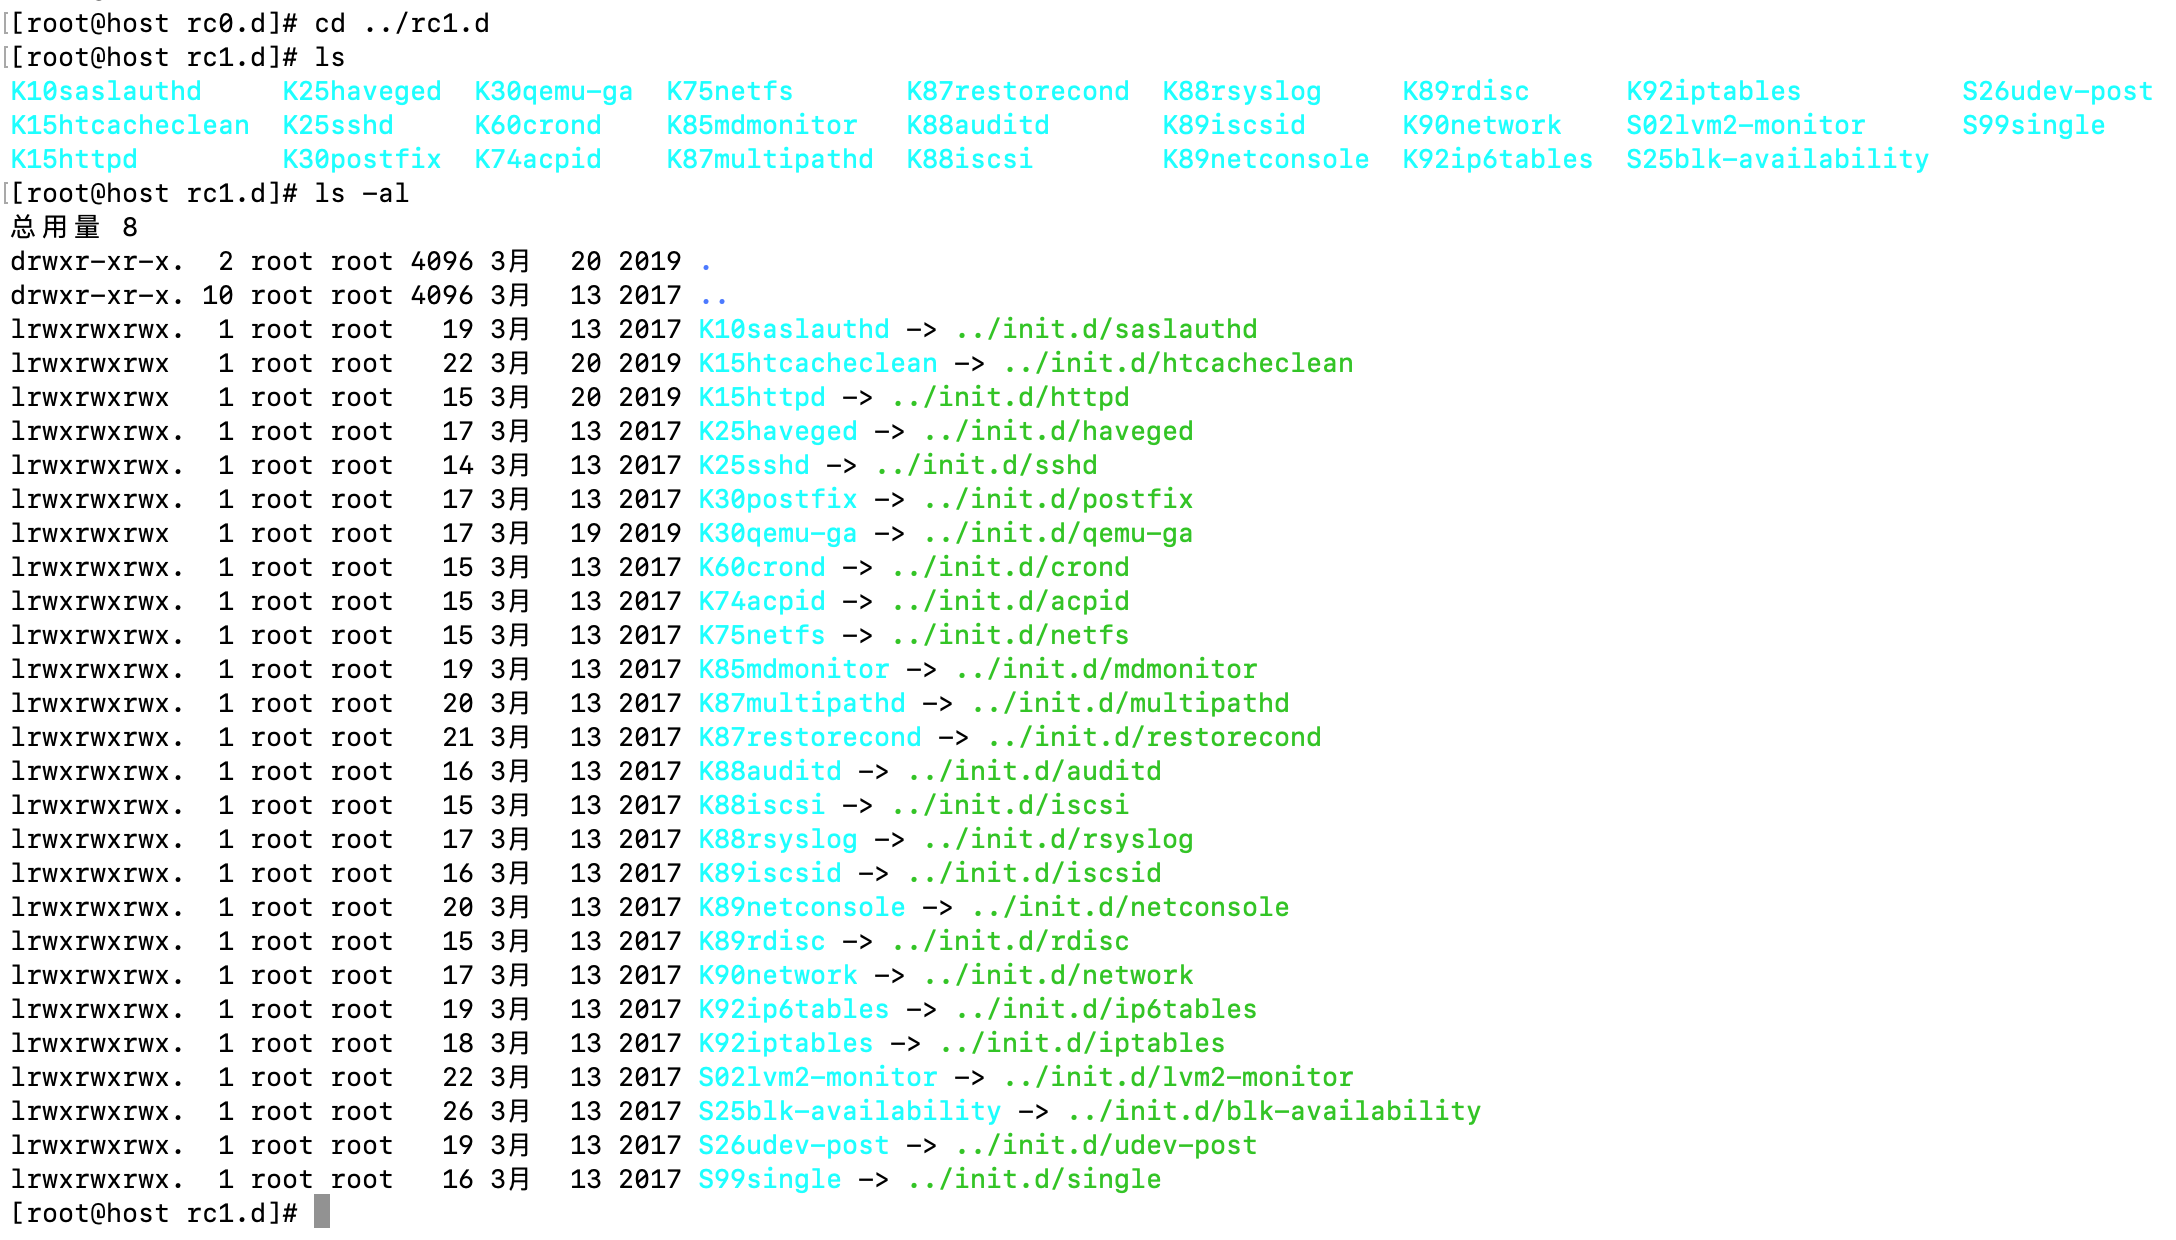 [[root@host rc0.d]# cd ../rc1.d
[[root@host rc1.d]# ls
K10saslauthd     K25haveged  K30qemu-ga  K75netfs       K87restorecond  K88rsyslog     K89rdisc     K92iptables          S26udev-post
K15htcacheclean  K25sshd     K60crond    K85mdmonitor   K88auditd       K89iscsid      K90network   S02lvm2-monitor      S99single
K15httpd         K30postfix  K74acpid    K87multipathd  K88iscsi        K89netconsole  K92ip6tables  S25blk-availability
[[root@host rc1.d]# ls -al
总用量 8
drwxr-xr-x.  2 root root 4096 3月  20 2019 .
drwxr-xr-x. 10 root root 4096 3月  13 2017 ..
lrwxrwxrwx.  1 root root   19 3月  13 2017 K10saslauthd -> ../init.d/saslauthd
lrwxrwxrwx   1 root root   22 3月  20 2019 K15htcacheclean -> ../init.d/htcacheclean
lrwxrwxrwx   1 root root   15 3月  20 2019 K15httpd -> ../init.d/httpd
lrwxrwxrwx.  1 root root   17 3月  13 2017 K25haveged -> ../init.d/haveged
lrwxrwxrwx.  1 root root   14 3月  13 2017 K25sshd -> ../init.d/sshd
lrwxrwxrwx.  1 root root   17 3月  13 2017 K30postfix -> ../init.d/postfix
lrwxrwxrwx   1 root root   17 3月  19 2019 K30qemu-ga -> ../init.d/qemu-ga
lrwxrwxrwx.  1 root root   15 3月  13 2017 K60crond -> ../init.d/crond
lrwxrwxrwx.  1 root root   15 3月  13 2017 K74acpid -> ../init.d/acpid
lrwxrwxrwx.  1 root root   15 3月  13 2017 K75netfs -> ../init.d/netfs
lrwxrwxrwx.  1 root root   19 3月  13 2017 K85mdmonitor -> ../init.d/mdmonitor
lrwxrwxrwx.  1 root root   20 3月  13 2017 K87multipathd -> ../init.d/multipathd
lrwxrwxrwx.  1 root root   21 3月  13 2017 K87restorecond -> ../init.d/restorecond
lrwxrwxrwx.  1 root root   16 3月  13 2017 K88auditd -> ../init.d/auditd
lrwxrwxrwx.  1 root root   15 3月  13 2017 K88iscsi -> ../init.d/iscsi
lrwxrwxrwx.  1 root root   17 3月  13 2017 K88rsyslog -> ../init.d/rsyslog
lrwxrwxrwx.  1 root root   16 3月  13 2017 K89iscsid -> ../init.d/iscsid
lrwxrwxrwx.  1 root root   20 3月  13 2017 K89netconsole -> ../init.d/netconsole
lrwxrwxrwx.  1 root root   15 3月  13 2017 K89rdisc -> ../init.d/rdisc
lrwxrwxrwx.  1 root root   17 3月  13 2017 K90network -> ../init.d/network
lrwxrwxrwx.  1 root root   19 3月  13 2017 K92ip6tables -> ../init.d/ip6tables
lrwxrwxrwx.  1 root root   18 3月  13 2017 K92iptables -> ../init.d/iptables
lrwxrwxrwx.  1 root root   22 3月  13 2017 S02lvm2-monitor -> ../init.d/lvm2-monitor
lrwxrwxrwx.  1 root root   26 3月  13 2017 S25blk-availability -> ../init.d/blk-availability
lrwxrwxrwx.  1 root root   19 3月  13 2017 S26udev-post -> ../init.d/udev-post
lrwxrwxrwx.  1 root root   16 3月  13 2017 S99single -> ../init.d/single
[root@host rc1.d]#